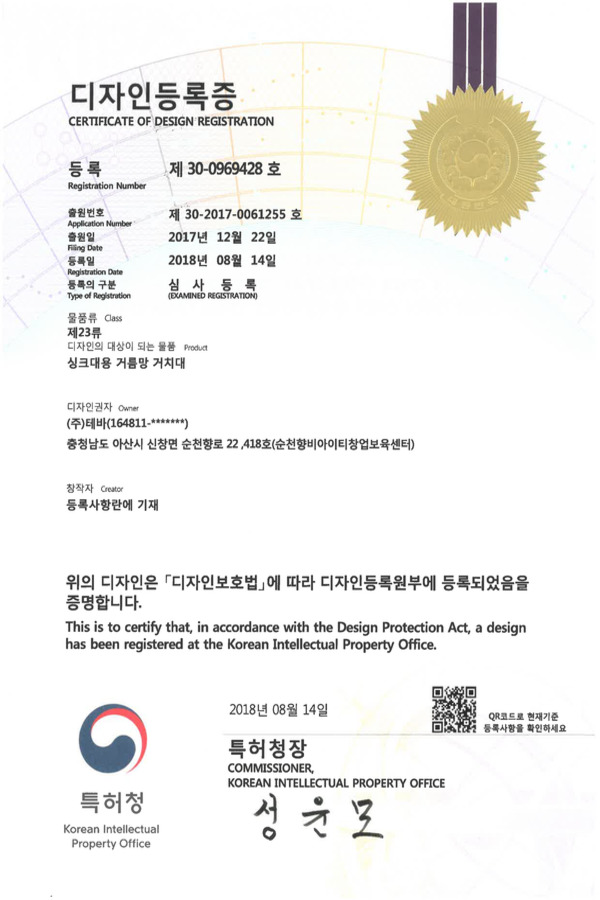 디자인등록증
CERTIFICATE OF DESIGN REGISTRATION
등 록 제 30-0969428 호
Registration Number
출원번호 제 30-2017-0061255 호
Application Number
출원일 2017년 12월 22일
Filing Date
등록일 2018년 08월 14일
Registration Date
등록의 구분 심 사 등 록
Type of Registration (EXAMINED REGISTRATION)
물품류 Class
제23류
디자인의 대상이 되는 물품 Product
싱크대용 거름망 거치대
디자인권자 Owner
(주)테바(164811-*******)
충청남도 아산시 신창면 순천향로 22 ,418호(순천향비아이티창업보육센터)
창작자 Creator
등록사항란에 기재
위의 디자인은 「디자인보호법」에 따라 디자인등록원부에 등록되었음을
증명합니다.
This is to certify that, in accordance with the Design Protection Act, a design
has been registered at the Korean Intellectual Property Office.
2018년 08월 14일
QR코드로 현재기준
등록사항을 확인하세요
특허청장
COMMISSIONER,
KOREAN INTELLECTUAL PROPERTY OFFICE
성윤모
특허청
Korean Intellectual
Property Office